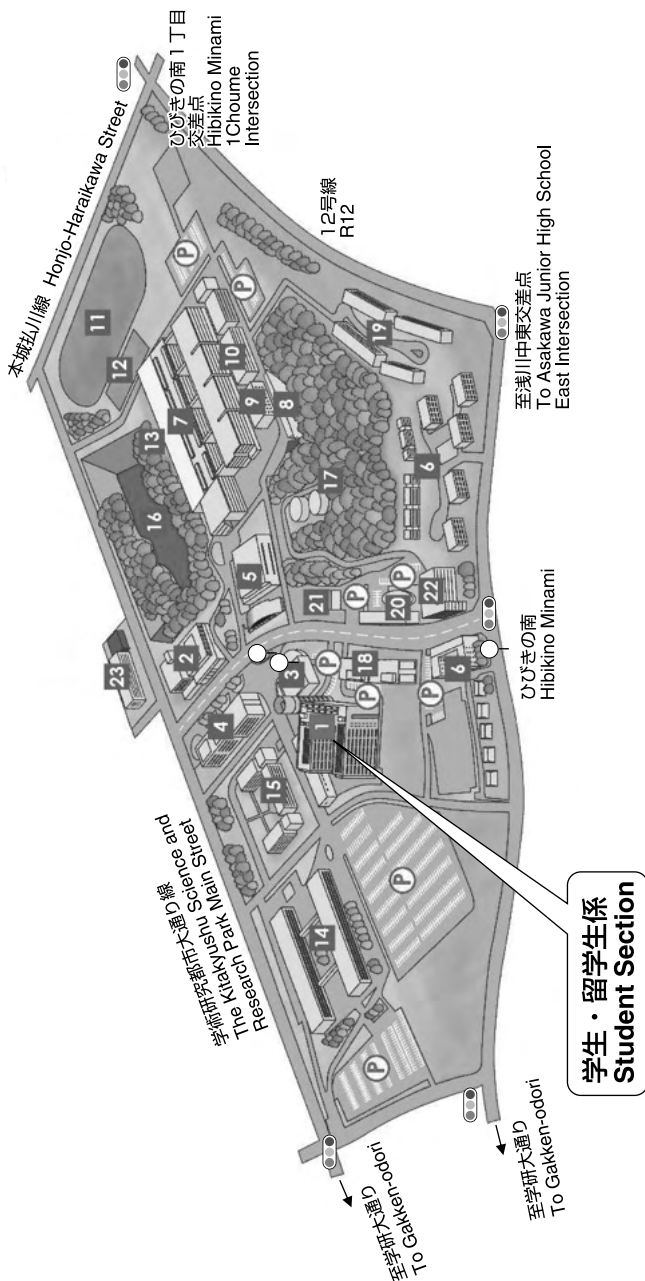 本城払川線 Honjo-Haraikawa Street
ひびきの南1丁目
交差点
Hibikino Minami
1Choume
Intersection
12号線
R12
至浅川中東交差点
To Asakawa Junior High School
East Intersection
ひびきの南
Hibikino Minami
学術研究都市大通り線
The Kitakyushu Science and
Research Park Main Street
至学研大通り
To Gakken-odori
至学研大通り
To Gakken-odori
学生・留学生係
Student Section
11
12
13
7
10
9
8
16
17
19
6
5
21
20
22
23
2
4
3
18
6
1
15
14
P
P
P
P
P
P
P
P
P